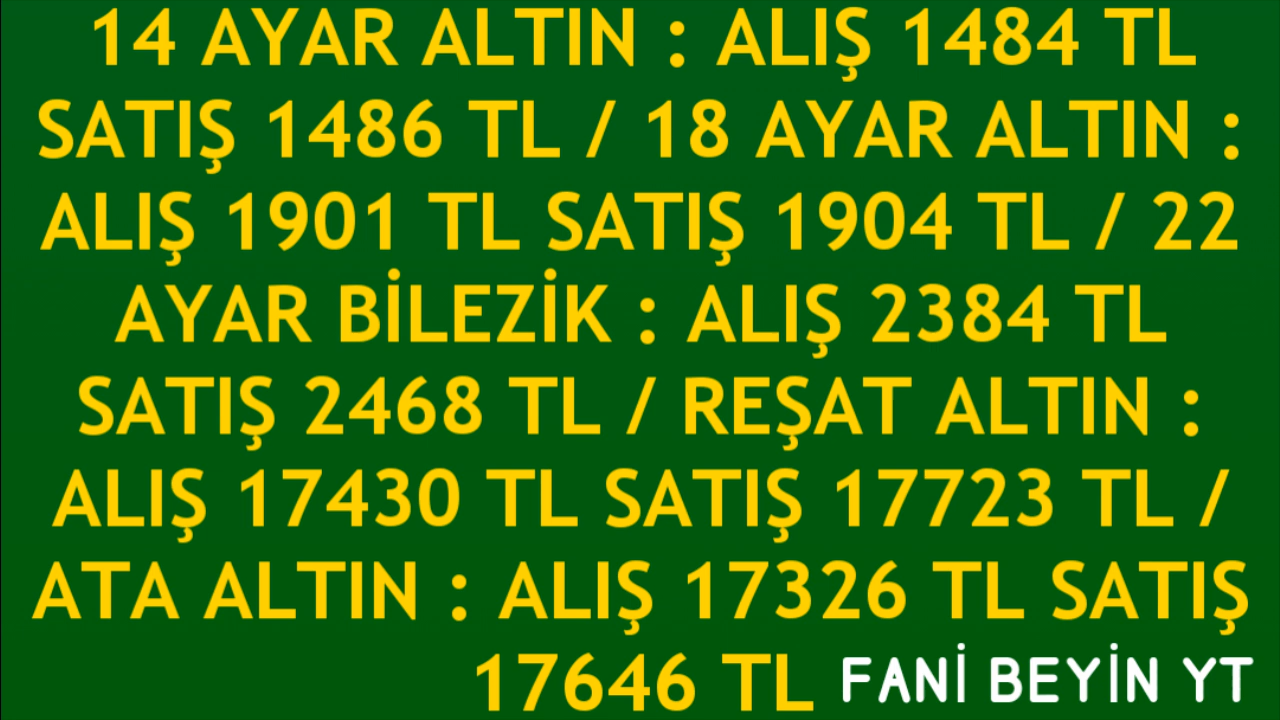 14 AYAR ALTIN : ALIŞ 1484 TL
SATIŞ 1486 TL / 18 AYAR ALTIN :
ALIŞ 1901 TL SATIŞ 1904 TL / 22
AYAR BİLEZİK : ALIŞ 2384 TL
SATIŞ 2468 TL / REŞAT ALTIN :
ALIŞ 17430 TL SATIŞ 17723 TL /
ATA ALTIN : ALIŞ 17326 TL SATIŞ
17646 TL FANİ BEYİN YT